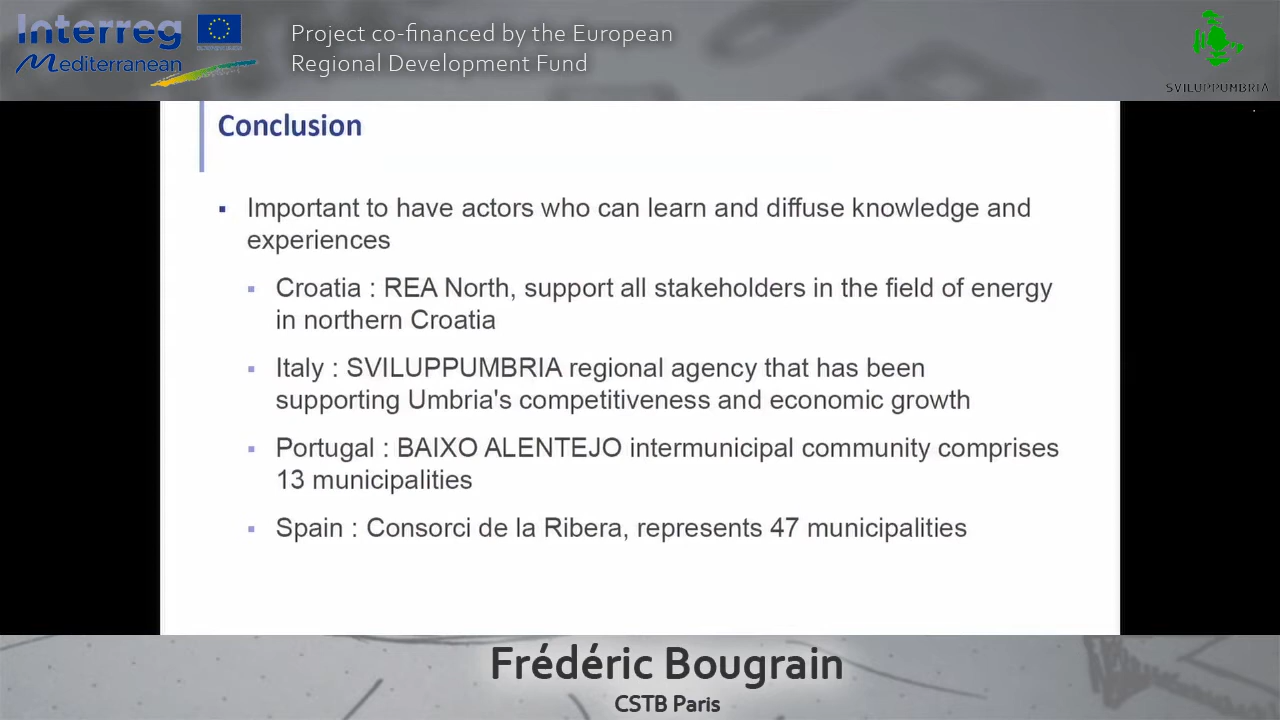 Interreg
Mediterranean
Project co-financed by the European
Regional Development Fund
SVILUPPUMBRIA
Conclusion
Important to have actors who can learn and diffuse knowledge and
experiences
Croatia : REA North, support all stakeholders in the field of energy
in northern Croatia
Italy : SVILUPPUMBRIA regional agency that has been
supporting Umbria's competitiveness and economic growth
Portugal : BAIXO ALENTEJO intermunicipal community comprises
13 municipalities
Spain : Consorci de la Ribera, represents 47 municipalities
Frédéric Bougrain
CSTB Paris